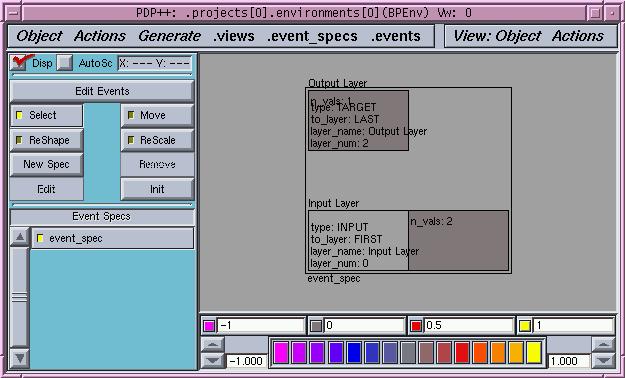 PDP++: .projects[0].environments[0](BPEnv) Vw: 0
Object Actions Generate .views .event_specs .events View: Object Actions
Disp AutoSc X: --- Y: ---
Edit Events
Select Move
ReShape ReScale
New Spec Remove
Edit Init
Event Specs
event_spec
Output Layer
n_vals: 1
type: TARGET
to_layer: LAST
layer_name: Output Layer
layer_num: 2
Input Layer
n_vals: 2
type: INPUT
to_layer: FIRST
layer_name: Input Layer
layer_num: 0
event_spec
-1 0 0.5 1
-1.000 1.000